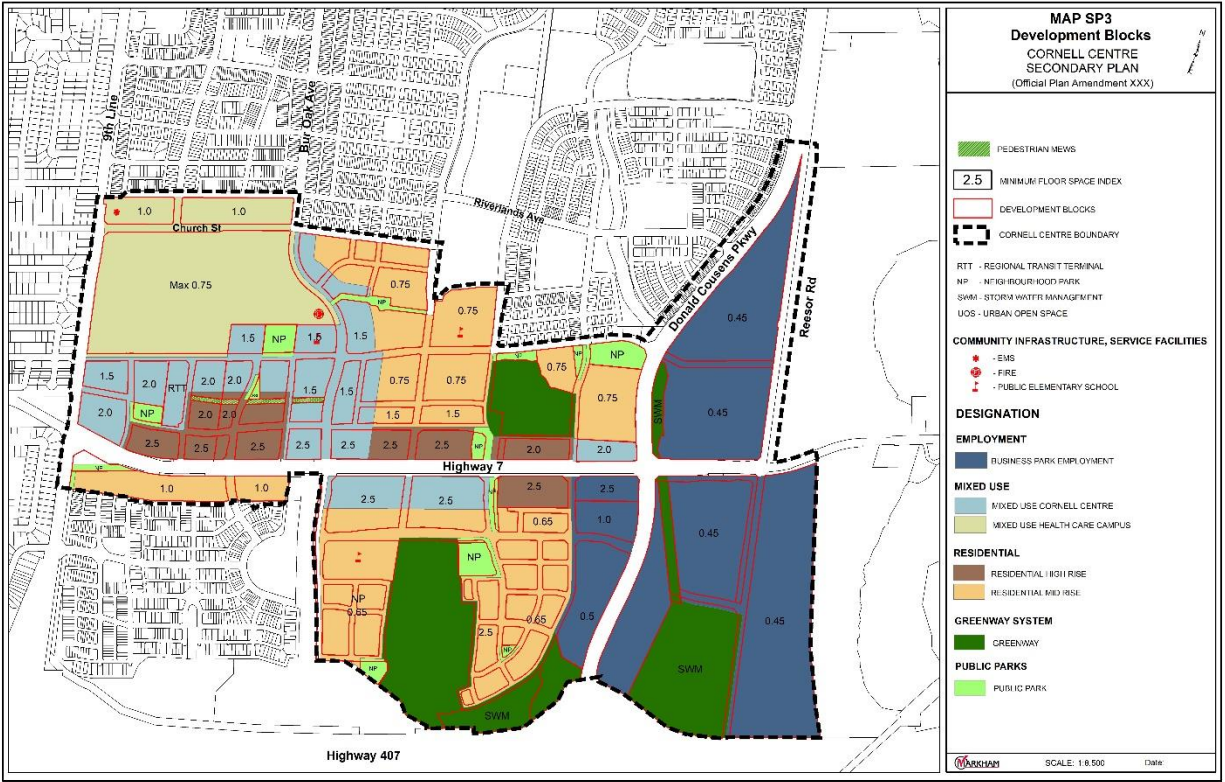 MAP SP3
Development Blocks
CORNELL CENTRE
SECONDARY PLAN
(Official Plan Amendment XXX)
N
PEDESTRIAN MEWS
2.5 MINIMUM FLOOR SPACE INDEX
DEVELOPMENT BLOCKS
CORNELL CENTRE BOUNDARY
RTT - REGIONAL TRANSIT TERMINAL
NP - NEIGHBOURHOOD PARK
SWM - STORM WATER MANAGEMENT
UOS - URBAN OPEN SPACE
COMMUNITY INFRASTRUCTURE, SERVICE FACILITIES
- EMS
F - FIRE
- PUBLIC ELEMENTARY SCHOOL
DESIGNATION
EMPLOYMENT
BUSINESS PARK EMPLOYMENT
MIXED USE
MIXED USE CORNELL CENTRE
MIXED USE HEALTH CARE CAMPUS
RESIDENTIAL
RESIDENTIAL HIGH RISE
RESIDENTIAL MID RISE
GREENWAY SYSTEM
GREENWAY
PUBLIC PARKS
PUBLIC PARK
MARKHAM SCALE: 1:8,500 Date:
9th Line
Bur Oak Ave
Riverlands Ave
Donald Cousens Pkwy
Reesor Rd
1.0 1.0
Church St
Max 0.75
0.75
NP
0.75
0.45
1.5 NP 1.5 1.5
NP NP NP
0.75
1.5 2.0 RTT 2.0 2.0 1.5 1.5 0.75 0.75
0.75
2.0 NP 2.0 2.0 1.5 1.5
0.45
SWM
2.5 2.5 2.5 2.5 2.5 2.5 2.5 NP 2.0 2.0
Highway 7
NP
1.0 1.0
2.5 2.5 2.5 2.5
0.65 1.0
0.45
NP
NP
0.65
2.5 0.65 0.5 0.45
NP
NP
SWM
SWM
Highway 407